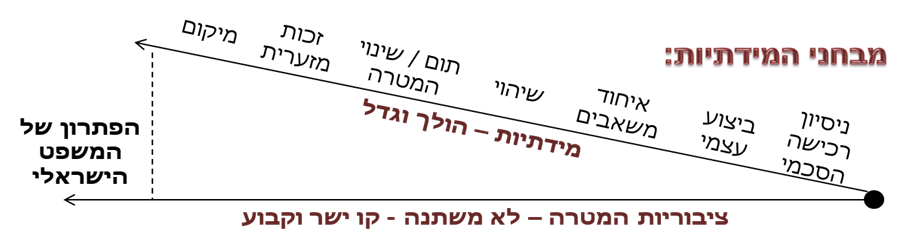 מבחני המידתיות:
ניסיון
רכישה
הסכמי
ביצוע
עצמי
איחוד
משאבים
שיהוי
תום / שינוי
המטרה
זכות
מזערית
מיקום
מידתיות – הולך וגדל
הפתרון של
המשפט
הישראלי
ציבוריות המטרה – לא משתנה - קו ישר וקבוע